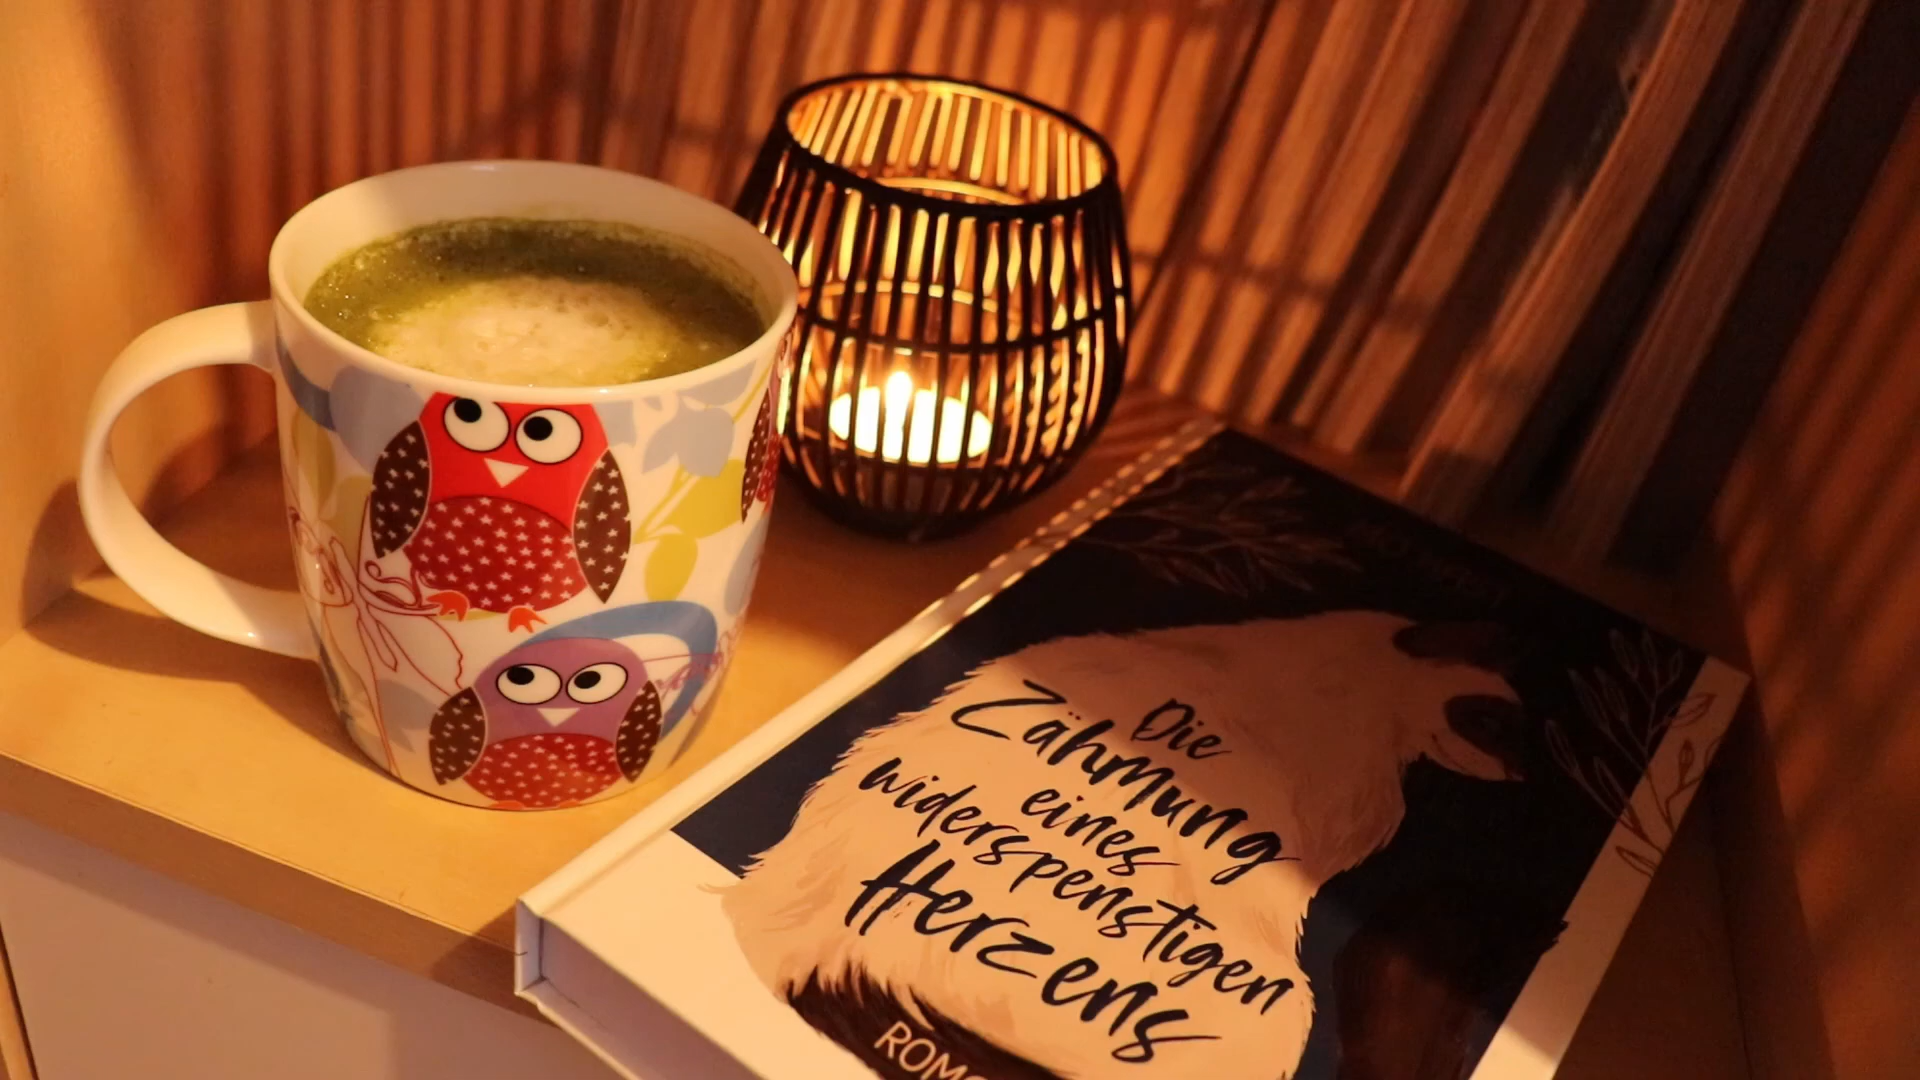 Die
Zähmung
eines
widerspenstigen
Herzens